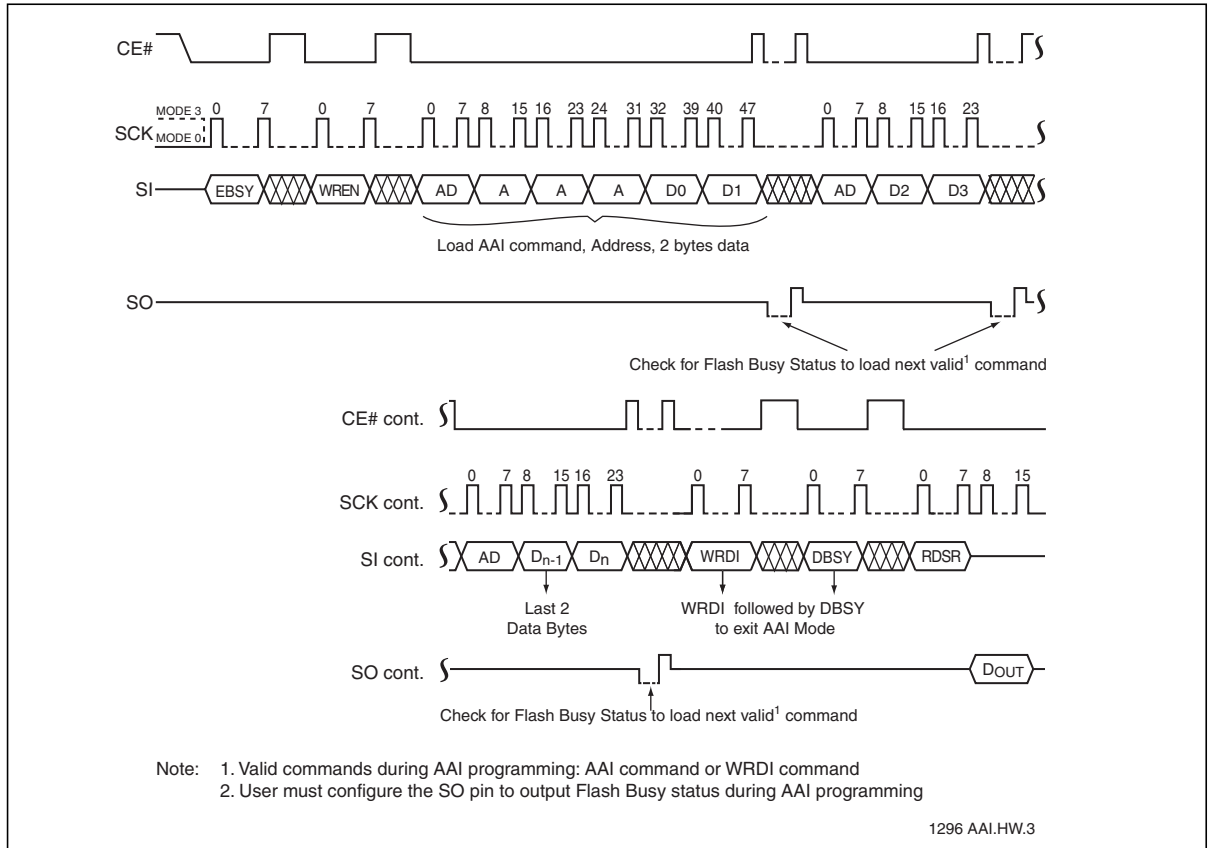 CE#
MODE 3
0 7 0 7 0 7 8 15 16 23 24 31 32 39 40 47 0 7 8 15 16 23
SCK
MODE 0
SI EBSY WREN AD A A A D0 D1 AD D2 D3
Load AAI command, Address, 2 bytes data
SO
Check for Flash Busy Status to load next valid1 command
CE# cont.
0 7 8 15 16 23 0 7 0 7 0 7 8 15
SCK cont.
SI cont. AD Dn-1 Dn WRDI DBSY RDSR
Last 2
Data Bytes
WRDI followed by DBSY
to exit AAI Mode
SO cont. DOUT
Check for Flash Busy Status to load next valid1 command
Note: 1. Valid commands during AAI programming: AAI command or WRDI command
2. User must configure the SO pin to output Flash Busy status during AAI programming
1296 AAI.HW.3